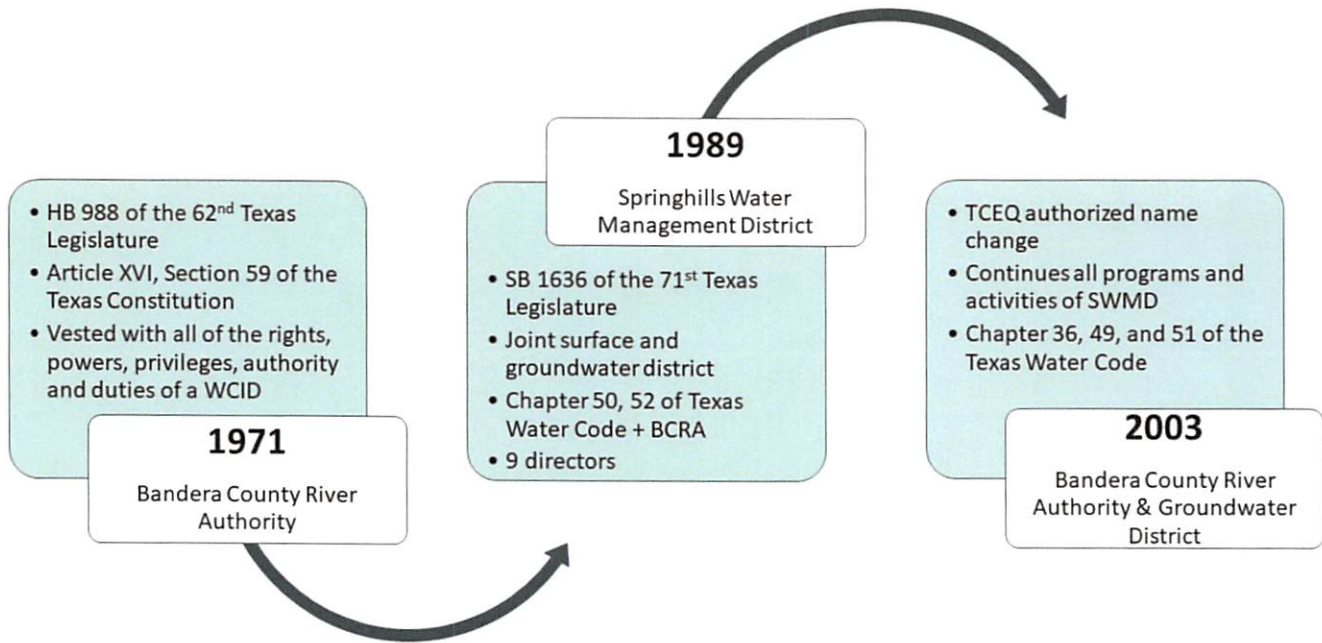 • HB 988 of the 62nd Texas
Legislature
• Article XVI, Section 59 of the
Texas Constitution
• Vested with all of the rights,
powers, privileges, authority
and duties of a WCID
1971
Bandera County River
Authority
1989
Springhills Water
Management District
• SB 1636 of the 71st Texas
Legislature
• Joint surface and
groundwater district
• Chapter 50, 52 of Texas
Water Code + BCRA
• 9 directors
• TCEQ authorized name
change
• Continues all programs and
activities of SWMD
• Chapter 36, 49, and 51 of the
Texas Water Code
2003
Bandera County River
Authority & Groundwater
District